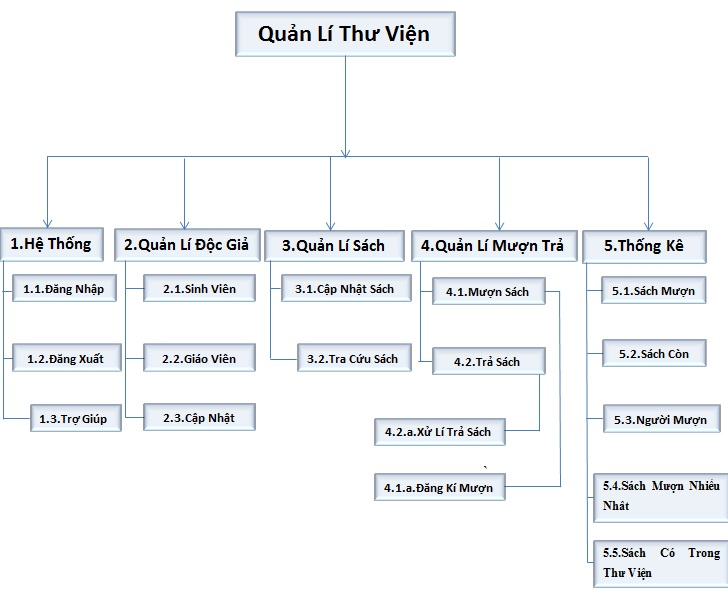 Quản Lí Thư Viện
1.Hệ Thống
2.Quản Lí Độc Giả
3.Quản Lí Sách
4.Quản Lí Mượn Trả
5.Thống Kê
1.1.Đăng Nhập
1.2.Đăng Xuất
1.3.Trợ Giúp
2.1.Sinh Viên
2.2.Giáo Viên
2.3.Cập Nhật
3.1.Cập Nhật Sách
3.2.Tra Cứu Sách
4.1.Mượn Sách
4.2.Trả Sách
4.2.a.Xử Lí Trả Sách
4.1.a.Đăng Kí Mượn
5.1.Sách Mượn
5.2.Sách Còn
5.3.Người Mượn
5.4.Sách Mượn Nhiều
Nhât
5.5.Sách Có Trong
Thư Viện